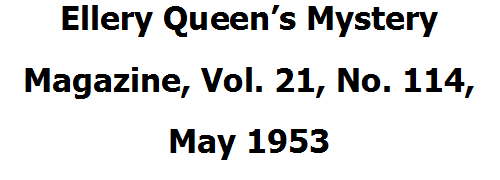 Ellery Queen’s Mystery
Magazine, Vol. 21, No. 114,
May 1953